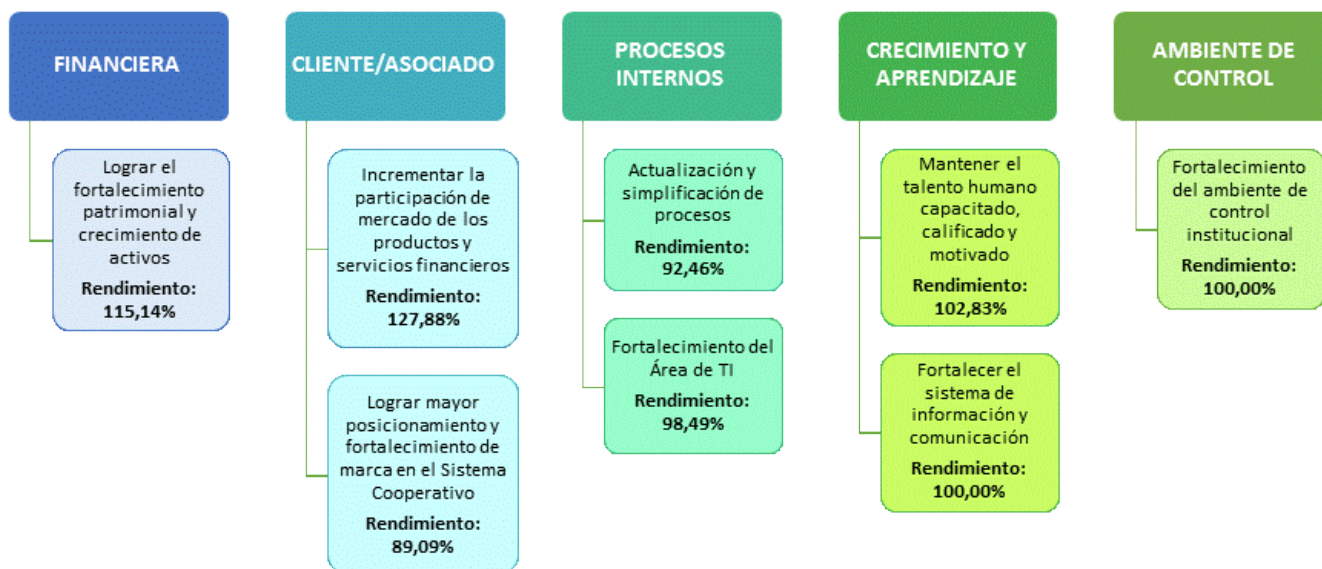 FINANCIERA
Lograr el
fortalecimiento
patrimonial y
crecimiento de
activos
Rendimiento:
115,14%
CLIENTE/ASOCIADO
Incrementar la
participación de
mercado de los
productos y
servicios financieros
Rendimiento:
127,88%
Lograr mayor
posicionamiento y
fortalecimiento de
marca en el Sistema
Cooperativo
Rendimiento:
89,09%
PROCESOS
INTERNOS
Actualización y
simplificación de
procesos
Rendimiento:
92,46%
Fortalecimiento del
Área de TI
Rendimiento:
98,49%
CRECIMIENTO Y
APRENDIZAJE
Mantener el
talento humano
capacitado,
calificado y
motivado
Rendimiento:
102,83%
Fortalecer el
sistema de
información y
comunicación
Rendimiento:
100,00%
AMBIENTE DE
CONTROL
Fortalecimiento
del ambiente de
control
institucional
Rendimiento:
100,00%